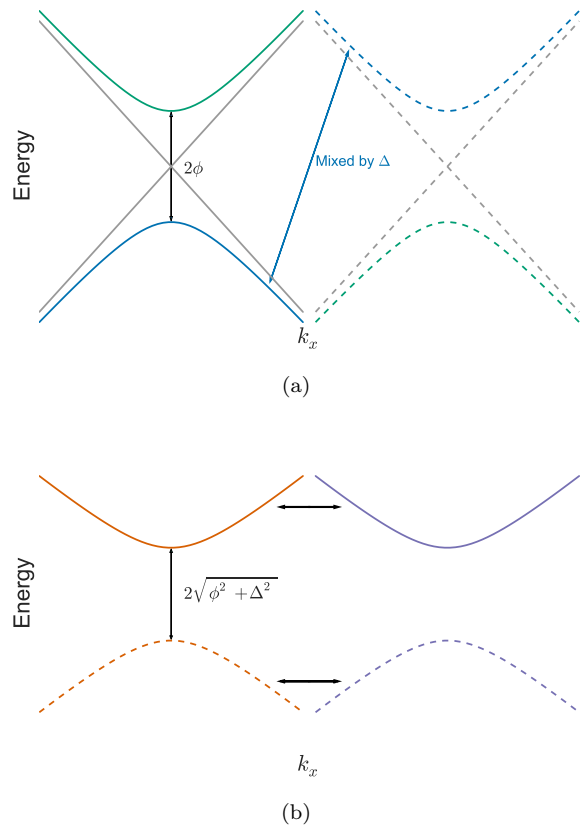 Energy
2ϕ
Mixed by Δ
k_x
(a)
Energy
2√(ϕ² + Δ²)
k_x
(b)